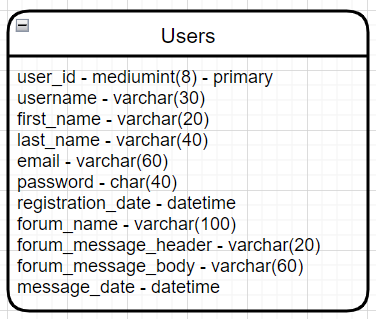 Users
user_id - mediumint(8) - primary
username - varchar(30)
first_name - varchar(20)
last_name - varchar(40)
email - varchar(60)
password - char(40)
registration_date - datetime
forum_name - varchar(100)
forum_message_header - varchar(20)
forum_message_body - varchar(60)
message_date - datetime